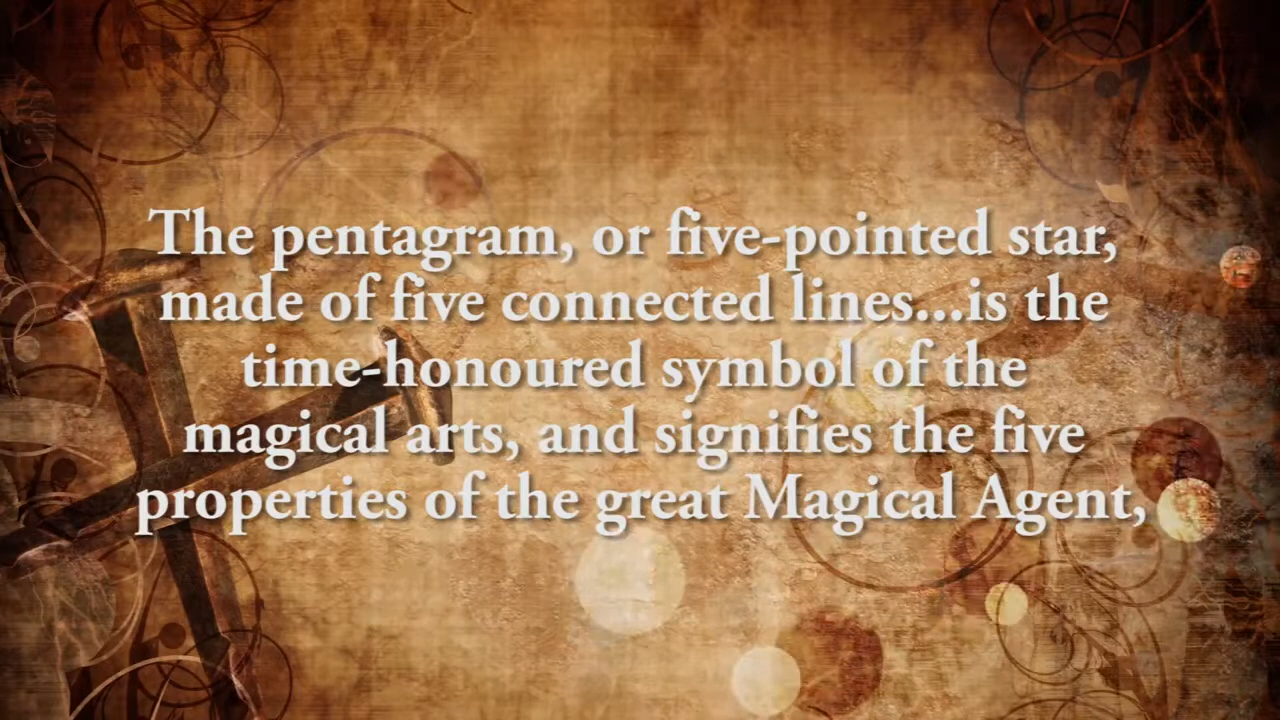 The pentagram, or five-pointed star,
made of five connected lines...is the
time-honoured symbol of the
magical arts, and signifies the five
properties of the great Magical Agent,